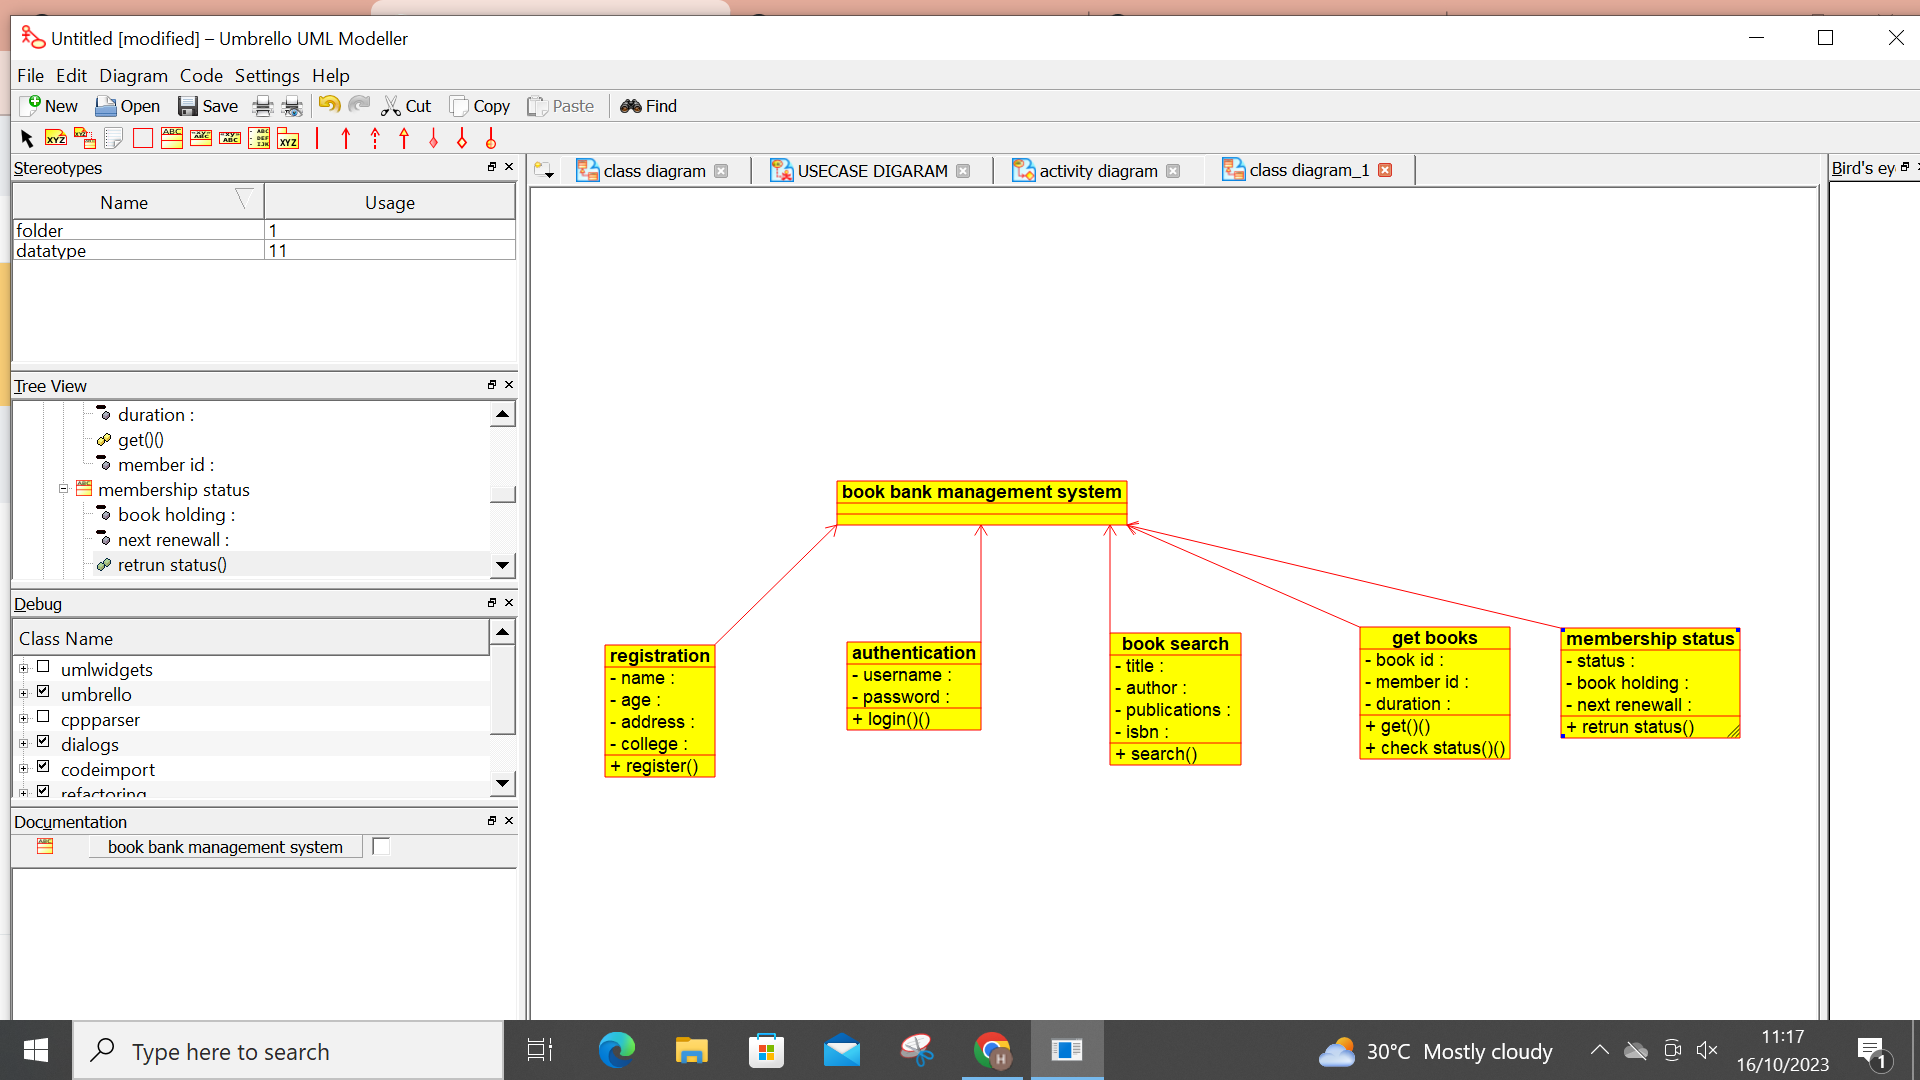 Untitled [modified] – Umbrello UML Modeller
File Edit Diagram Code Settings Help
New Open Save Cut Copy Paste Find
Stereotypes
Name Usage
folder 1
datatype 11
Tree View
duration :
get()()
member id :
membership status
book holding :
next renewall :
retrun status()
Debug
Class Name
umlwidgets
umbrello
cppparser
dialogs
codeimport
refactoring
Documentation
book bank management system
class diagram
USECASE DIGARAM
activity diagram
class diagram_1
Bird's ey
book bank management system
registration
- name :
- age :
- address :
- college :
+ register()
authentication
- username :
- password :
+ login()()
book search
- title :
- author :
- publications :
- isbn :
+ search()
get books
- book id :
- member id :
- duration :
+ get()()
+ check status()()
membership status
- status :
- book holding :
- next renewall :
+ retrun status()
Type here to search
30°C Mostly cloudy
11:17
16/10/2023
1